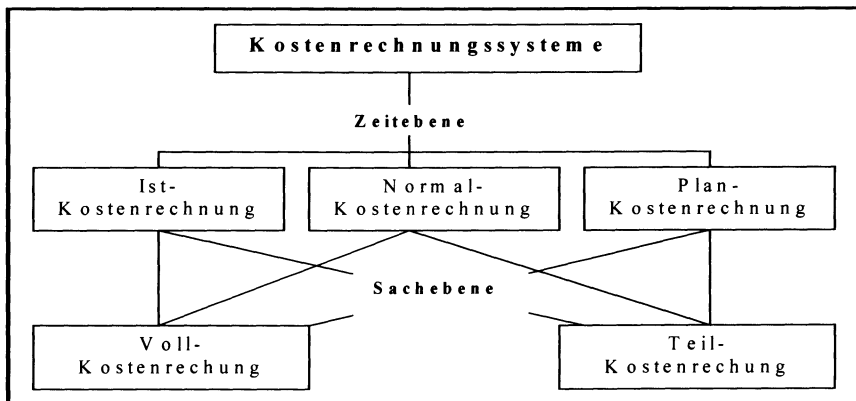 Kostenrechnungssysteme
Zeitebene
Ist-
Kostenrechnung
Normal-
Kostenrechnung
Plan-
Kostenrechnung
Sachebene
Voll-
Kostenrechung
Teil-
Kostenrechung